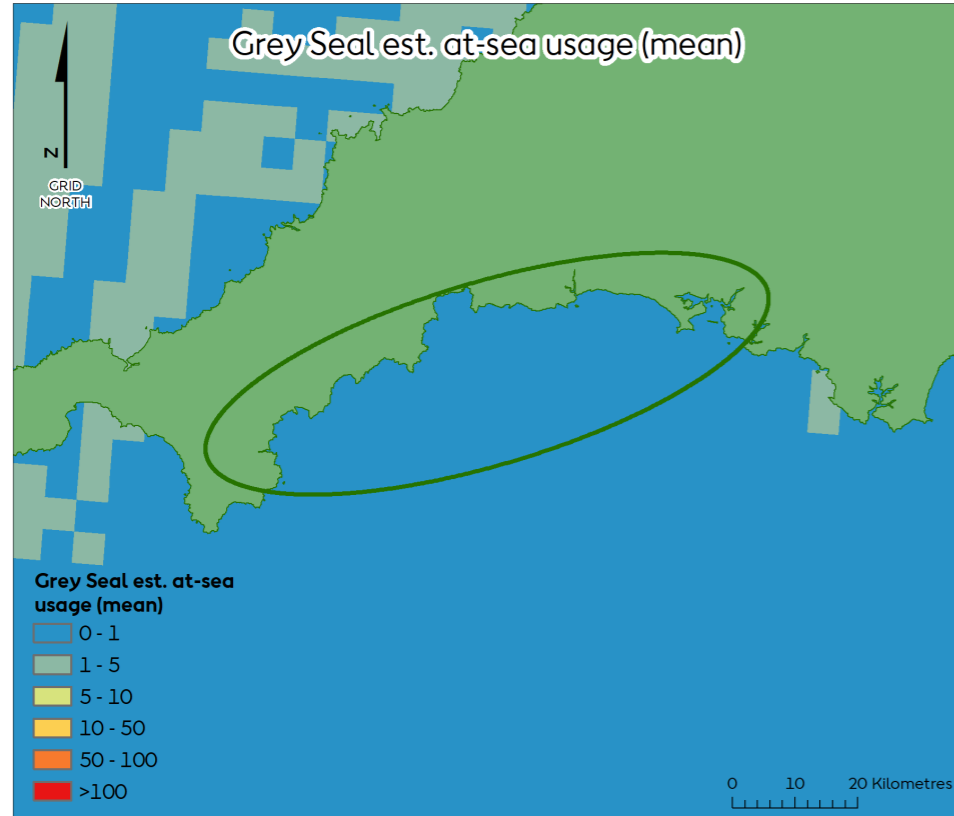 Grey Seal est. at-sea usage (mean)
N
GRID
NORTH
Grey Seal est. at-sea
usage (mean)
0 - 1
1 - 5
5 - 10
10 - 50
50 - 100
>100
0 10 20 Kilometres